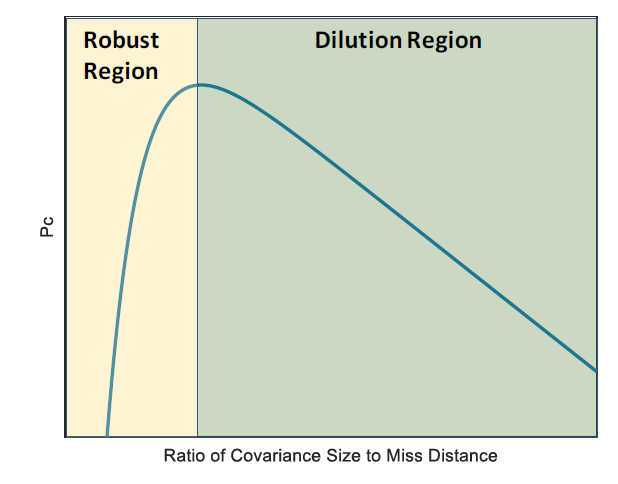 Robust
Region
Dilution Region
Pc
Ratio of Covariance Size to Miss Distance